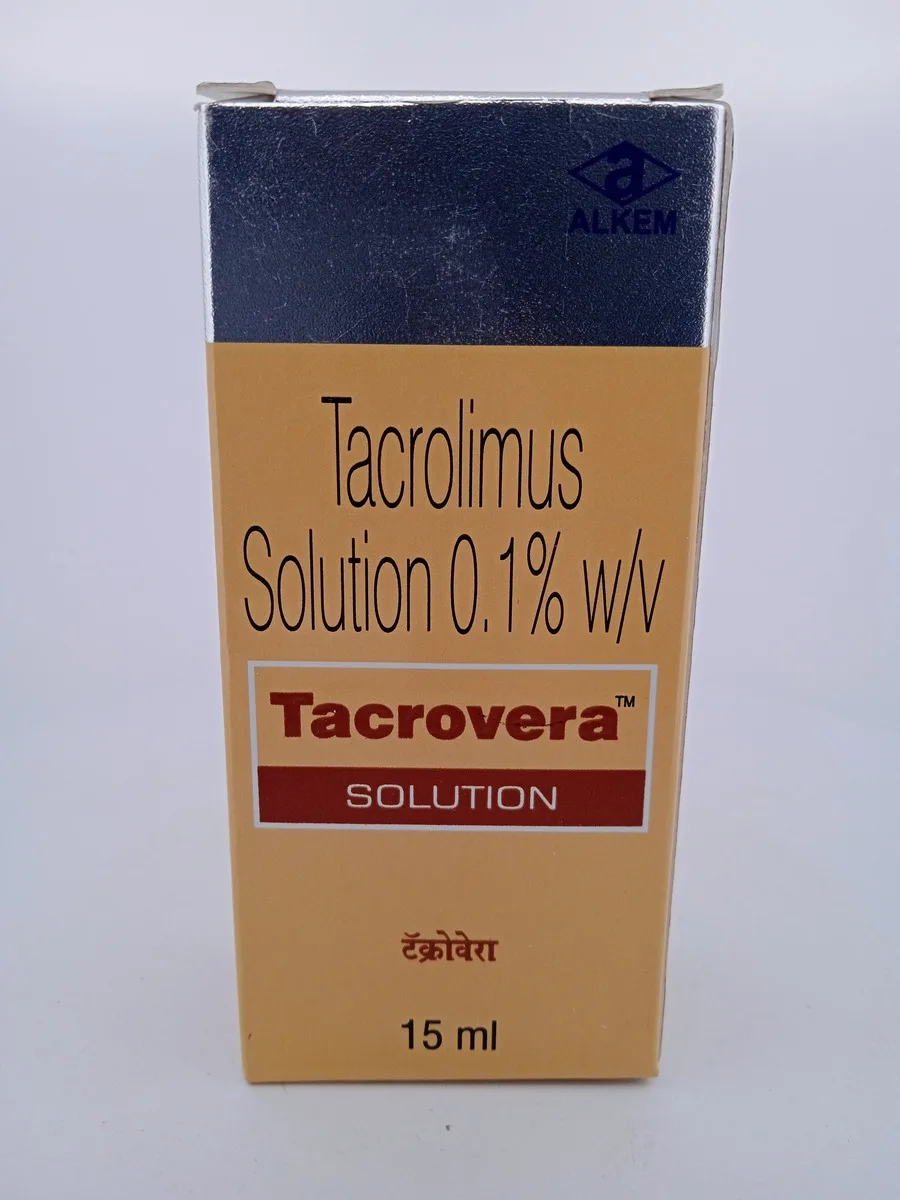 a
ALKEM
Tacrolimus
Solution 0.1% w/v
Tacrovera™
SOLUTION
टॅक्रोवेरा
15 ml